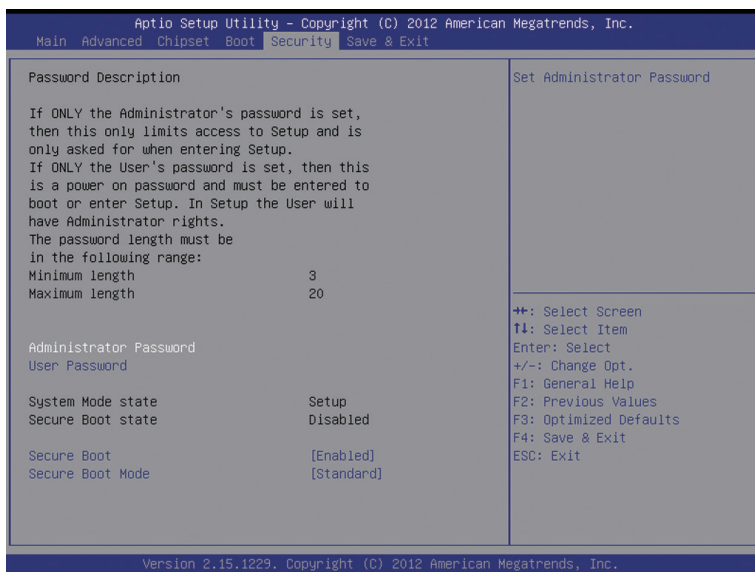 Aptio Setup Utility – Copyright (C) 2012 American Megatrends, Inc.
Main Advanced Chipset Boot Security Save & Exit
Password Description
If ONLY the Administrator's password is set,
then this only limits access to Setup and is
only asked for when entering Setup.
If ONLY the User's password is set, then this
is a power on password and must be entered to
boot or enter Setup. In Setup the User will
have Administrator rights.
The password length must be
in the following range:
Minimum length 3
Maximum length 20
Administrator Password
User Password
System Mode state Setup
Secure Boot state Disabled
Secure Boot [Enabled]
Secure Boot Mode [Standard]
Set Administrator Password
→←: Select Screen
↑↓: Select Item
Enter: Select
+/-: Change Opt.
F1: General Help
F2: Previous Values
F3: Optimized Defaults
F4: Save & Exit
ESC: Exit
Version 2.15.1229. Copyright (C) 2012 American Megatrends, Inc.